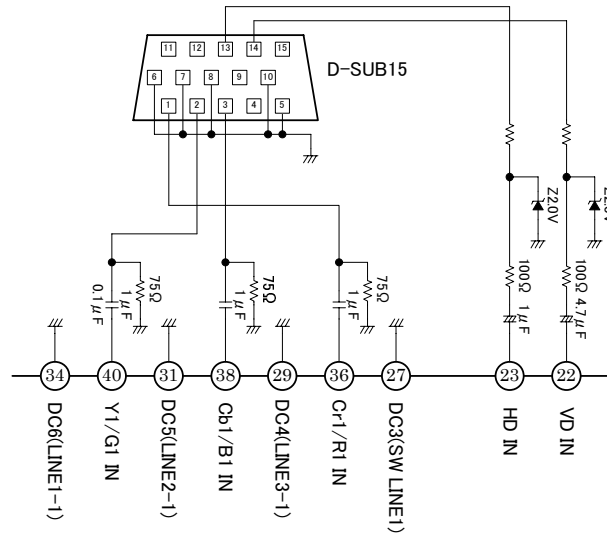 11 12 13 14 15
6 7 8 9 10
1 2 3 4 5
D-SUB15
Z2.0V
0.1μF
1μF
75Ω
1μF
75Ω
1μF
75Ω
100Ω
1μF
100Ω
4.7μF
34 40 31 38 29 36 27 23 22
DC6(LINE1-1)
Y1/G1 IN
DC5(LINE2-1)
Cb1/B1 IN
DC4(LINE3-1)
Cr1/R1 IN
DC3(SW LINE1)
HD IN
VD IN